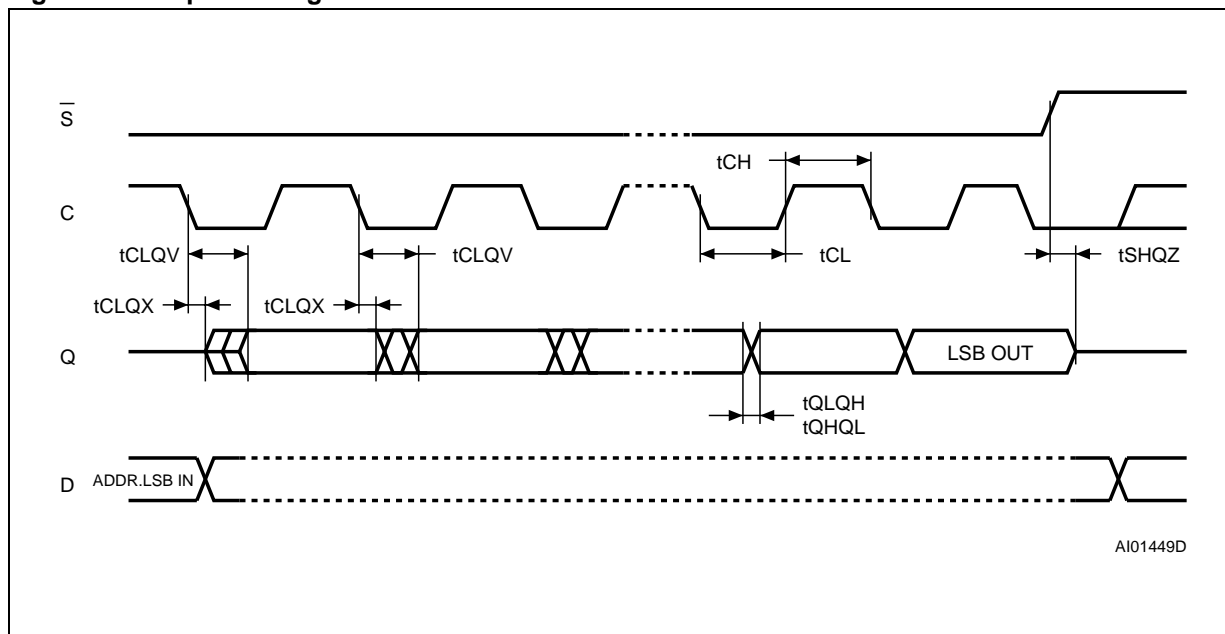 S
tCH
C
tCLQV
tCLQV
tCL
tSHQZ
tCLQX
tCLQX
Q
LSB OUT
tQLQH
tQHQL
D
ADDR.LSB IN
AI01449D